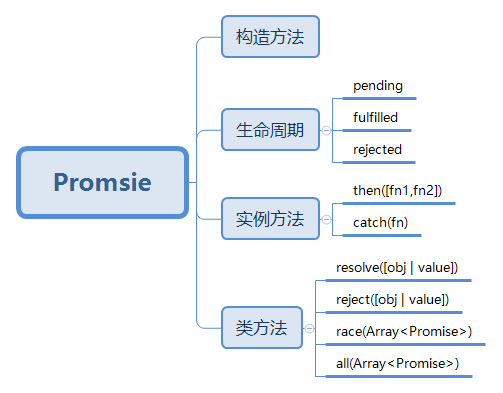 Promsie
构造方法
生命周期
pending
fulfilled
rejected
实例方法
then([fn1,fn2])
catch(fn)
类方法
resolve([obj | value])
reject([obj | value])
race(Array<Promise>)
all(Array<Promise>)